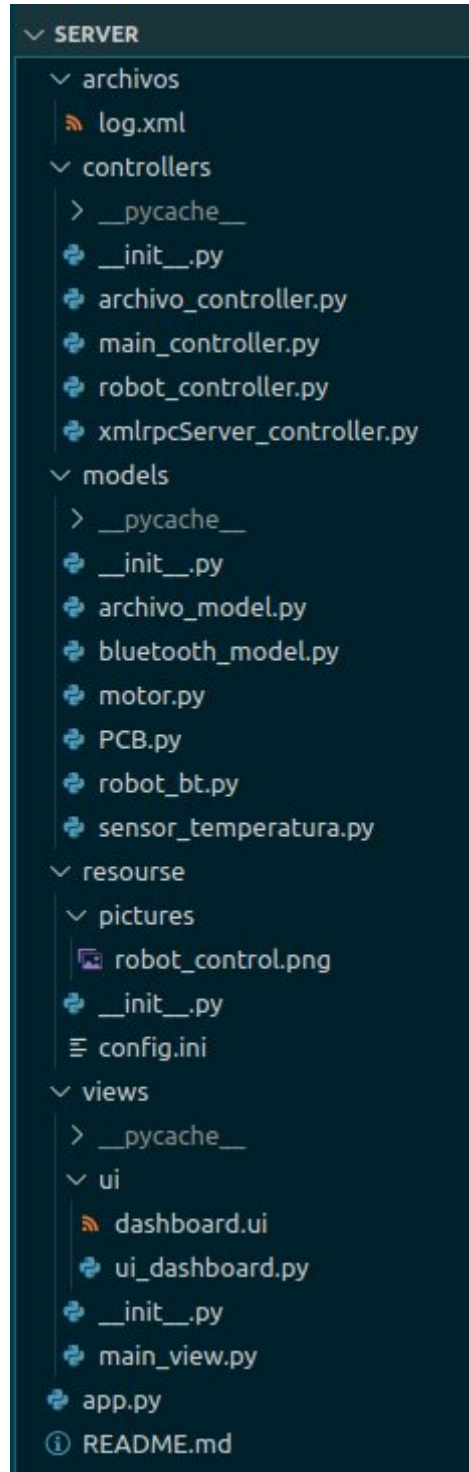 SERVER
archivos
log.xml
controllers
__pycache__
__init__.py
archivo_controller.py
main_controller.py
robot_controller.py
xmlrpcServer_controller.py
models
__pycache__
__init__.py
archivo_model.py
bluetooth_model.py
motor.py
PCB.py
robot_bt.py
sensor_temperatura.py
resourse
pictures
robot_control.png
__init__.py
config.ini
views
__pycache__
ui
dashboard.ui
ui_dashboard.py
__init__.py
main_view.py
app.py
README.md